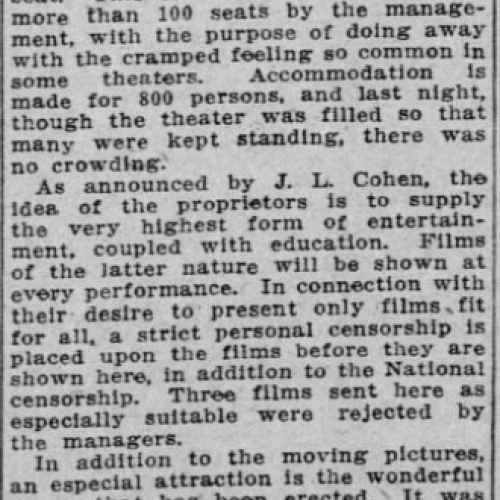 more than 100 seats by the manage-
ment, with the purpose of doing away
with the cramped feeling so common in
some theaters. Accommodation is
made for 800 persons, and last night,
though the theater was filled so that
many were kept standing, there was
no crowding.
As announced by J. L. Cohen, the
idea of the proprietors is to supply
the very highest form of entertain-
ment, coupled with education. Films
of the latter nature will be shown at
every performance. In connection with
their desire to present only films fit
for all, a strict personal censorship is
placed upon the films before they are
shown here, in addition to the National
censorship. Three films sent here as
especially suitable were rejected by
the managers.
In addition to the moving pictures,
an especial attraction is the wonderful
that has been erected. It was